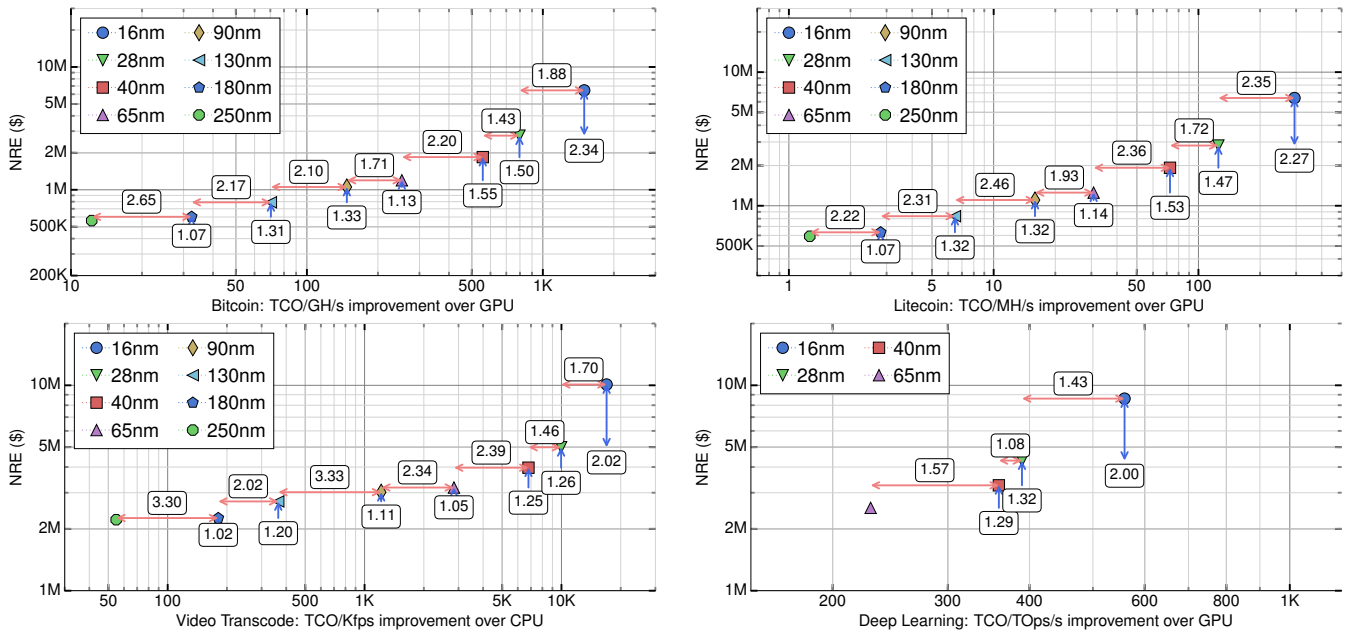 NRE ($)
10M
5M
2M
1M
500K
200K
16nm 90nm
28nm 130nm
40nm 180nm
65nm 250nm
1.88
1.43
2.20
2.34
1.71
1.50
2.10
1.55
2.17
1.13
2.65
1.33
1.31
1.07
10 20 50 100 200 500 1K
Bitcoin: TCO/GH/s improvement over GPU
NRE ($)
10M
5M
2M
1M
500K
16nm 90nm
28nm 130nm
40nm 180nm
65nm 250nm
2.35
1.72
2.36
2.27
1.47
2.46
1.93
1.53
2.31
1.14
2.22
1.32
1.32
1.07
1 5 10 50 100
Litecoin: TCO/MH/s improvement over GPU
NRE ($)
10M
5M
2M
1M
16nm 90nm
28nm 130nm
40nm 180nm
65nm 250nm
1.70
1.46
2.39
2.02
2.34
3.33
1.26
2.02
1.25
3.30
1.05
1.11
1.20
1.02
50 100 500 1K 5K 10K
Video Transcode: TCO/Kfps improvement over CPU
NRE ($)
10M
5M
2M
1M
16nm 40nm
28nm 65nm
1.43
1.08
1.57
2.00
1.32
1.29
200 300 400 600 1K
Deep Learning: TCO/TOps/s improvement over GPU